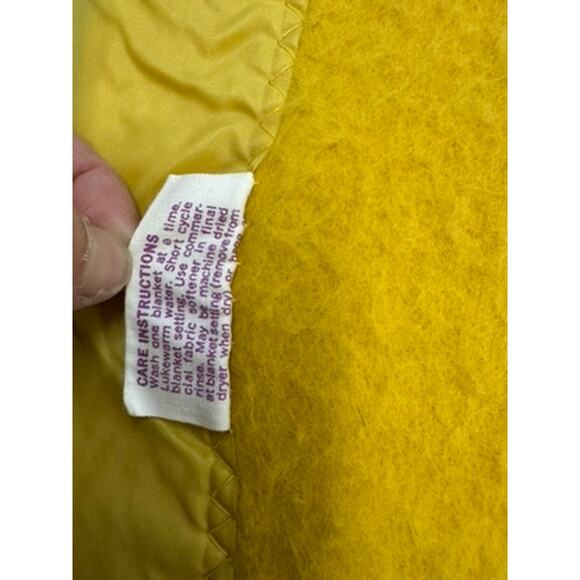 CARE INSTRUCTIONS
Wash one blanket at a time.
Lukewarm water. Short cycle
blanket setting. Use commer-
cial fabric softener in final
rinse. May be machine dried
at blanket setting (remove from
dryer when dry) or